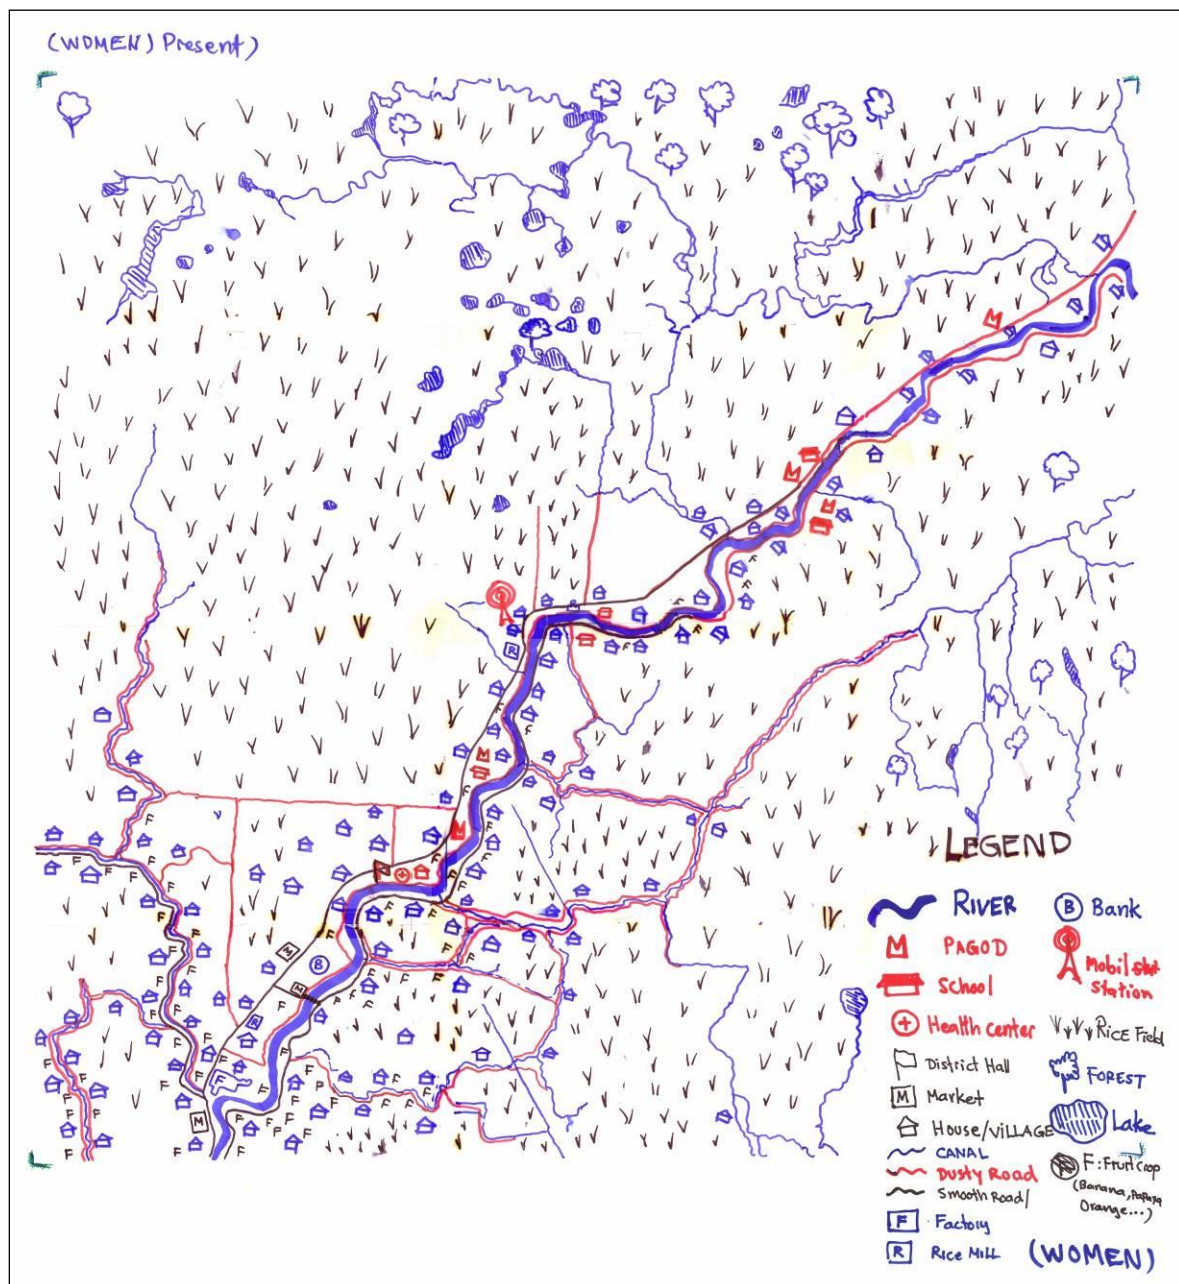 (WOMEN) Present)
LEGEND
RIVER
PAGOD
School
Health center
District Hall
M Market
House/VILLAGE
CANAL
Dusty Road
Smooth Road/
F Factory
R Rice Mill
B Bank
Mobil
station
RICE Field
FOREST
Lake
F: Fruit Crop
(Banana, Papaya
Orange...)
(WOMEN)